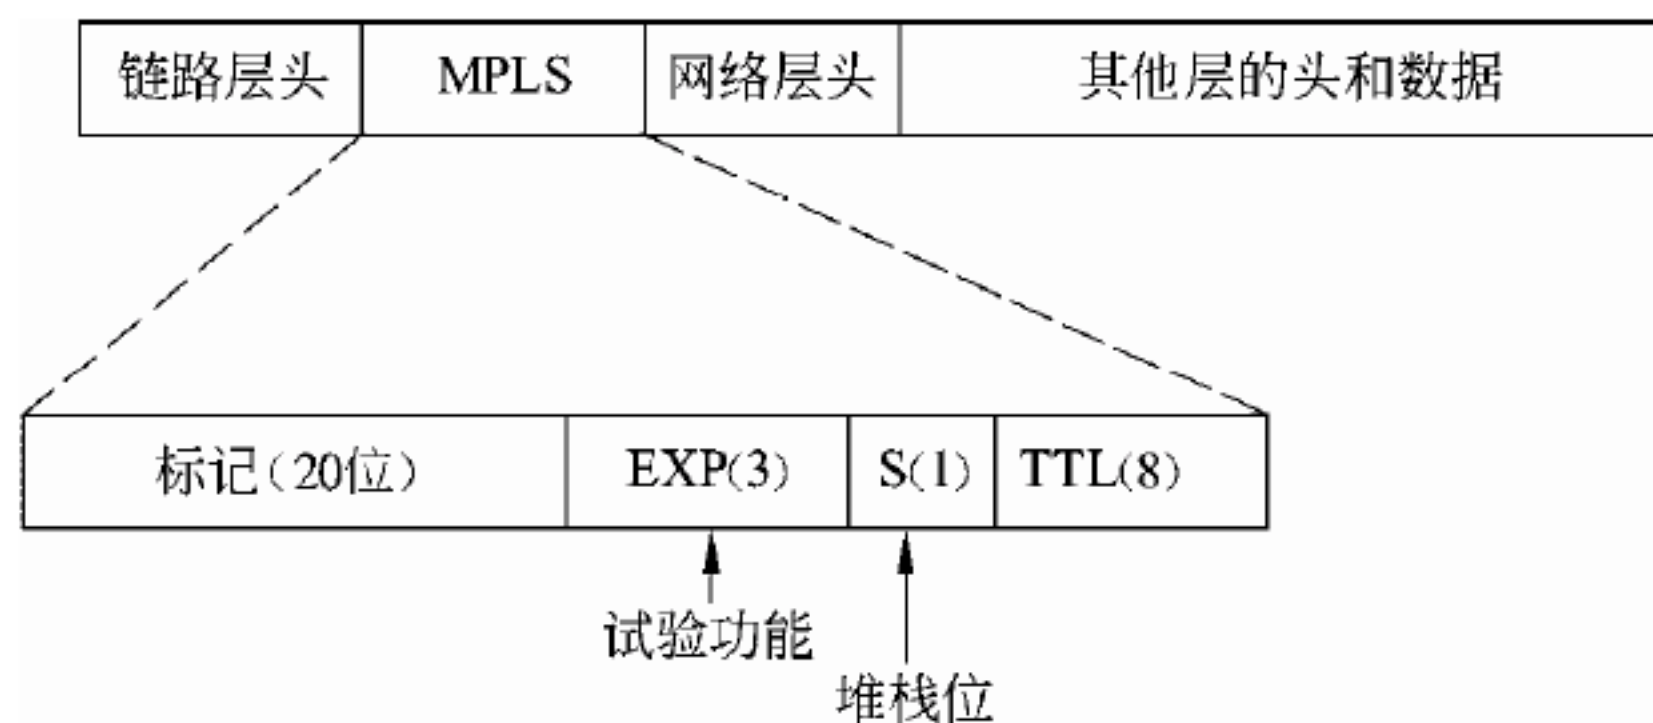 链路层头 MPLS 网络层头 其他层的头和数据
标记(20位) EXP(3) S(1) TTL(8)
试验功能
堆栈位